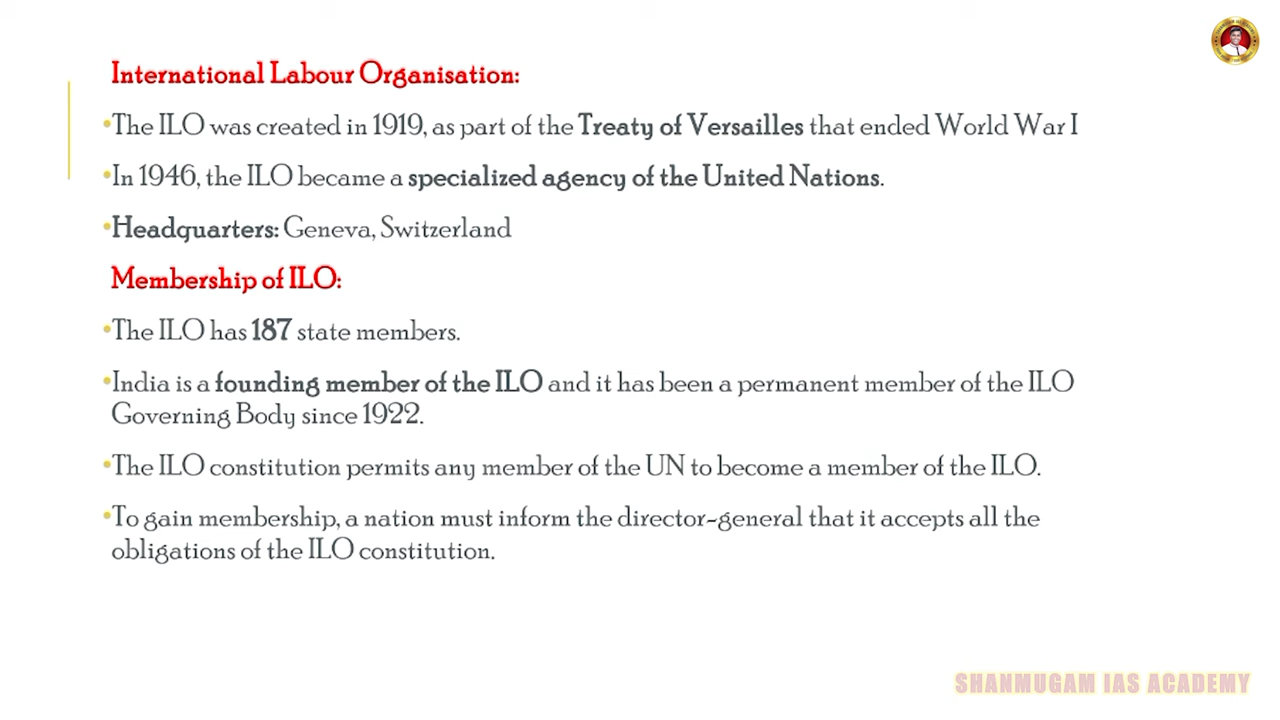 International Labour Organisation:
•The ILO was created in 1919, as part of the Treaty of Versailles that ended World War I
•In 1946, the ILO became a specialized agency of the United Nations.
•Headquarters: Geneva, Switzerland
Membership of ILO:
•The ILO has 187 state members.
•India is a founding member of the ILO and it has been a permanent member of the ILO
Governing Body since 1922.
•The ILO constitution permits any member of the UN to become a member of the ILO.
•To gain membership, a nation must inform the director-general that it accepts all the
obligations of the ILO constitution.
SHANMUGAM IAS ACADEMY